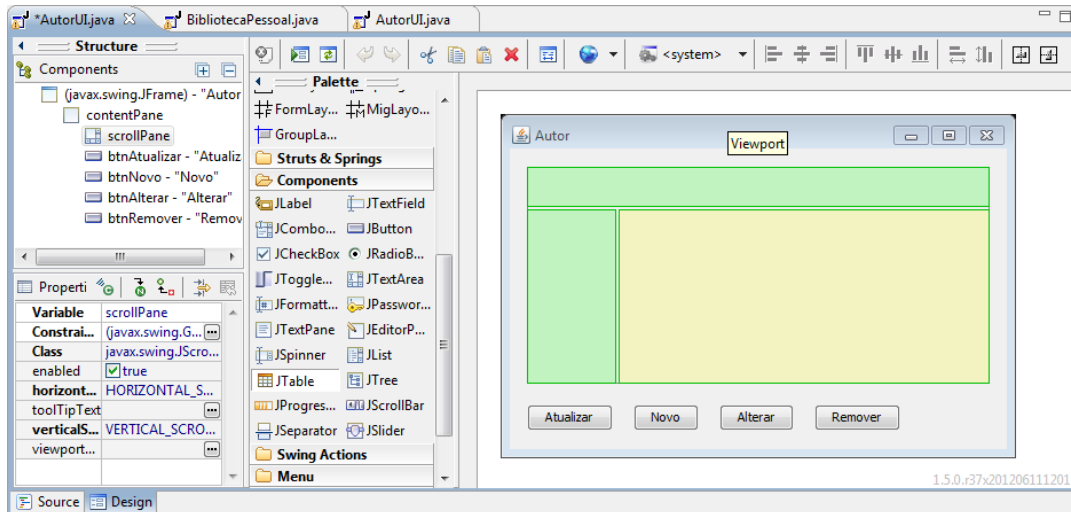 *AutorUI.java
BibliotecaPessoal.java
AutorUI.java
Structure
Components
(javax.swing.JFrame) - "Autor
contentPane
scrollPane
btnAtualizar - "Atualiz
btnNovo - "Novo"
btnAlterar - "Alterar"
btnRemover - "Remov
Properti
Variable scrollPane
Constrai... (javax.swing.G...
Class javax.swing.JScro...
enabled true
horizont... HORIZONTAL_S...
toolTipText
verticalS... VERTICAL_SCRO...
viewport...
<system>
Palette
FormLay... MigLayo...
GroupLa...
Struts & Springs
Components
JLabel JTextField
JCombo... JButton
JCheckBox JRadioB...
JToggle... JTextArea
JFormatt... JPasswor...
JTextPane JEditorP...
JSpinner JList
JTable JTree
JProgres... JScrollBar
JSeparator JSlider
Swing Actions
Menu
Autor
Viewport
Atualizar Novo Alterar Remover
1.5.0.r37x201206111201
Source Design